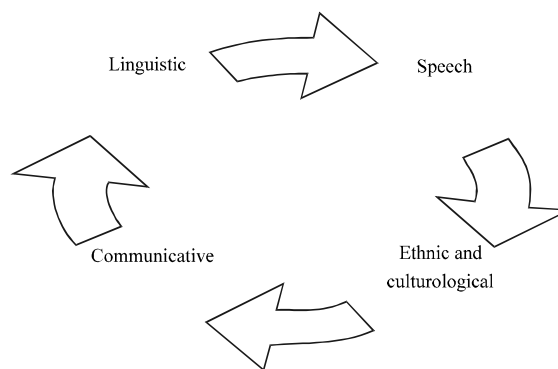 Linguistic
Speech
Communicative
Ethnic and
culturological